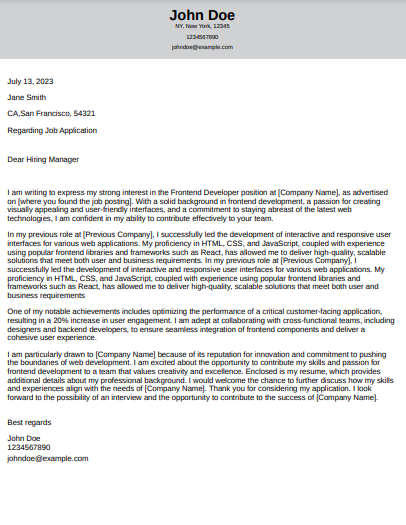 John Doe
NY, New York, 12345
1234567890
johndoe@example.com
July 13, 2023
Jane Smith
CA,San Francisco, 54321
Regarding Job Application
Dear Hiring Manager
I am writing to express my strong interest in the Frontend Developer position at [Company Name], as advertised
on [where you found the job posting]. With a solid background in frontend development, a passion for creating
visually appealing and user-friendly interfaces, and a commitment to staying abreast of the latest web
technologies, I am confident in my ability to contribute effectively to your team.
In my previous role at [Previous Company], I successfully led the development of interactive and responsive user
interfaces for various web applications. My proficiency in HTML, CSS, and JavaScript, coupled with experience
using popular frontend libraries and frameworks such as React, has allowed me to deliver high-quality, scalable
solutions that meet both user and business requirements. In my previous role at [Previous Company], I
successfully led the development of interactive and responsive user interfaces for various web applications. My
proficiency in HTML, CSS, and JavaScript, coupled with experience using popular frontend libraries and
frameworks such as React, has allowed me to deliver high-quality, scalable solutions that meet both user and
business requirements
One of my notable achievements includes optimizing the performance of a critical customer-facing application,
resulting in a 20% increase in user engagement. I am adept at collaborating with cross-functional teams, including
designers and backend developers, to ensure seamless integration of frontend components and deliver a
cohesive user experience.
I am particularly drawn to [Company Name] because of its reputation for innovation and commitment to pushing
the boundaries of web development. I am excited about the opportunity to contribute my skills and passion for
frontend development to a team that values creativity and excellence. Enclosed is my resume, which provides
additional details about my professional background. I would welcome the chance to further discuss how my skills
and experiences align with the needs of [Company Name]. Thank you for considering my application. I look
forward to the possibility of an interview and the opportunity to contribute to the success of [Company Name].
Best regards
John Doe
1234567890
johndoe@example.com